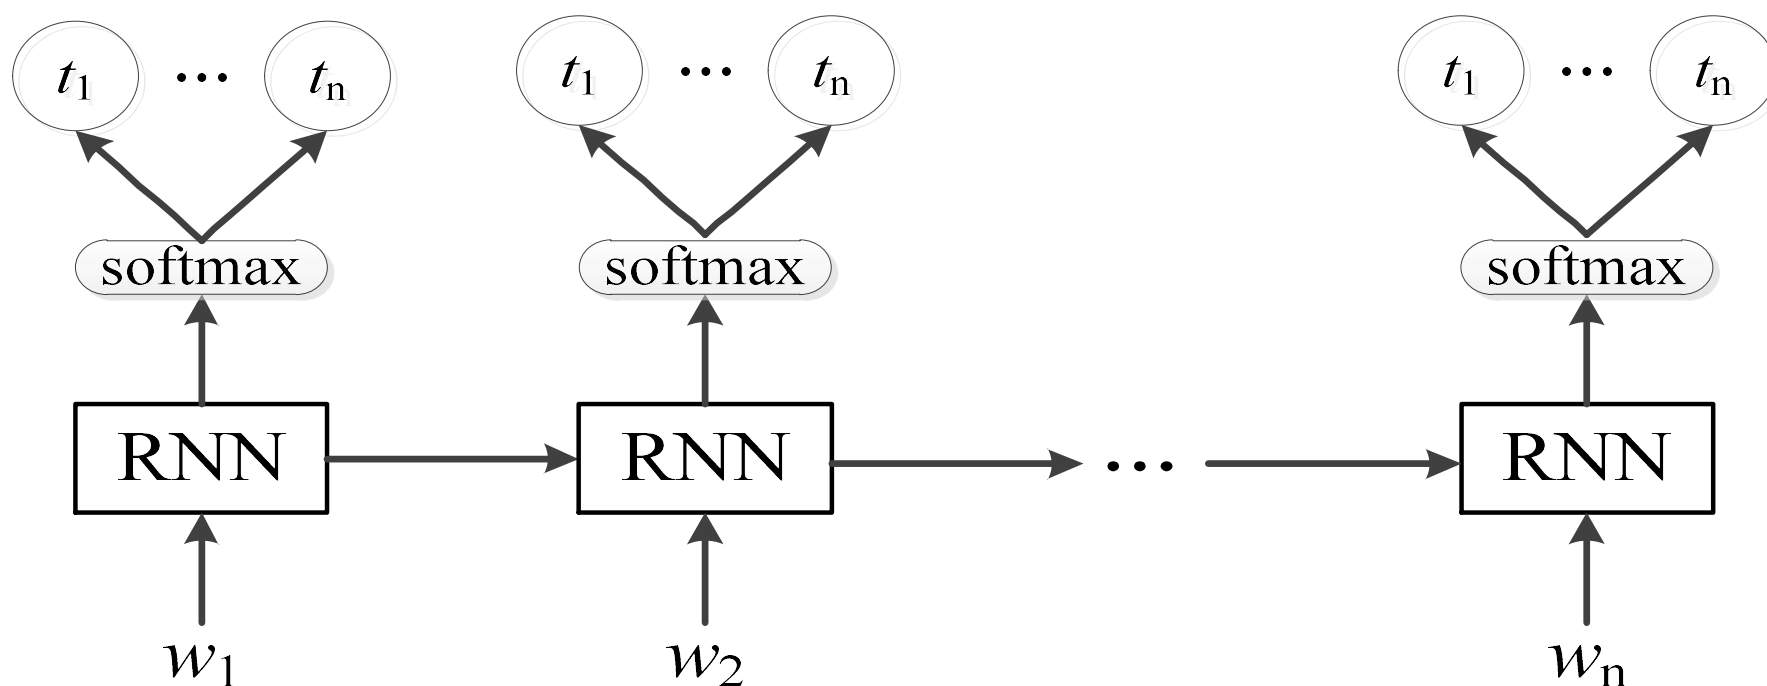 t1 ... tn t1 ... tn t1 ... tn
softmax softmax softmax
RNN RNN ... RNN
w1 w2 wn